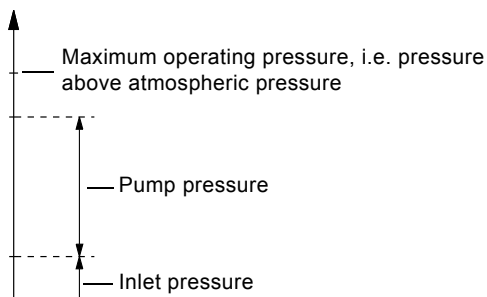 Maximum operating pressure, i.e. pressure
above atmospheric pressure
Pump pressure
Inlet pressure